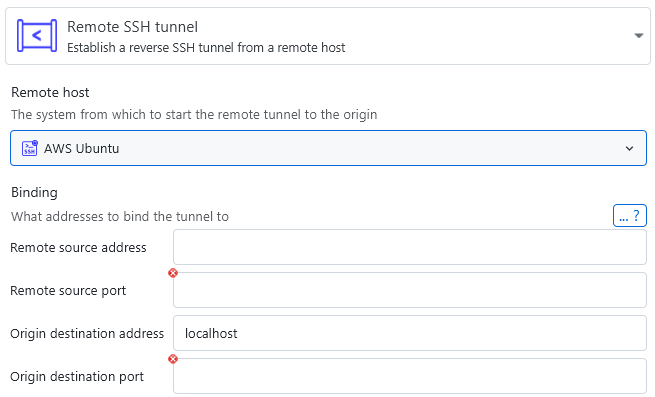 Remote SSH tunnel
Establish a reverse SSH tunnel from a remote host
Remote host
The system from which to start the remote tunnel to the origin
SSH AWS Ubuntu
Binding
What addresses to bind the tunnel to
... ?
Remote source address
Remote source port
Origin destination address localhost
Origin destination port